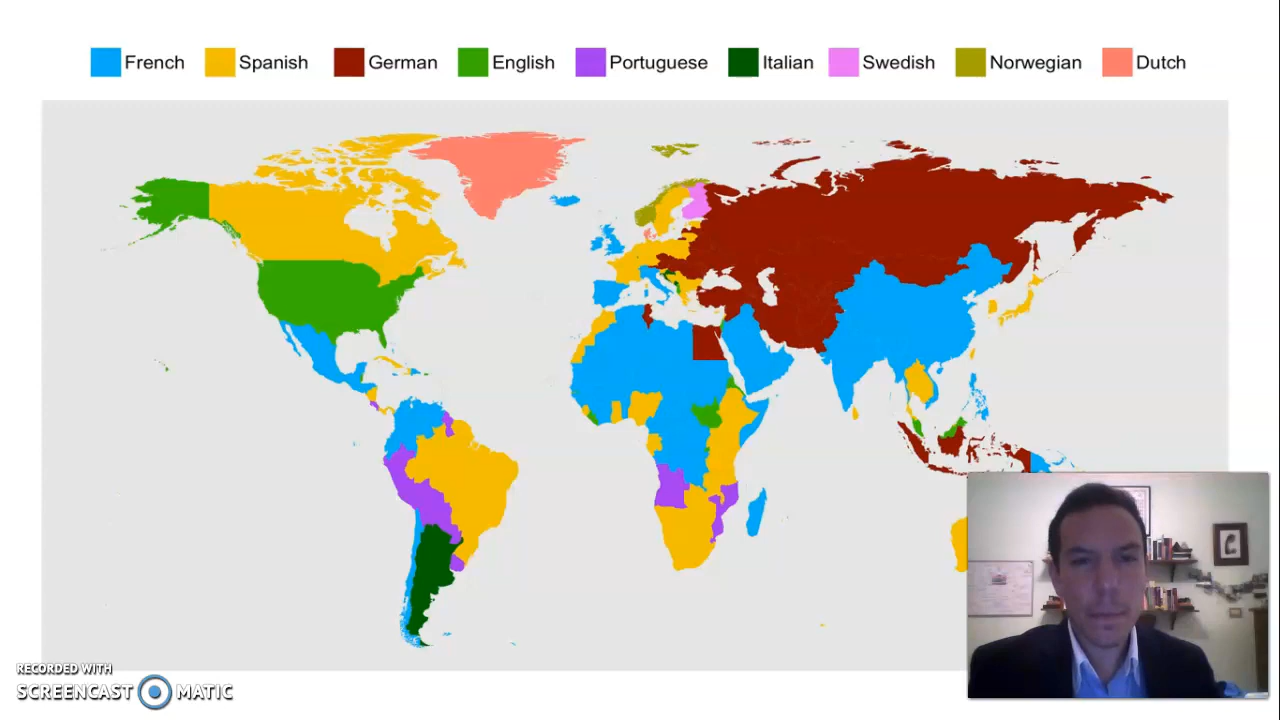 French Spanish German English Portuguese Italian Swedish Norwegian Dutch
RECORDED WITH
SCREENCAST MATIC